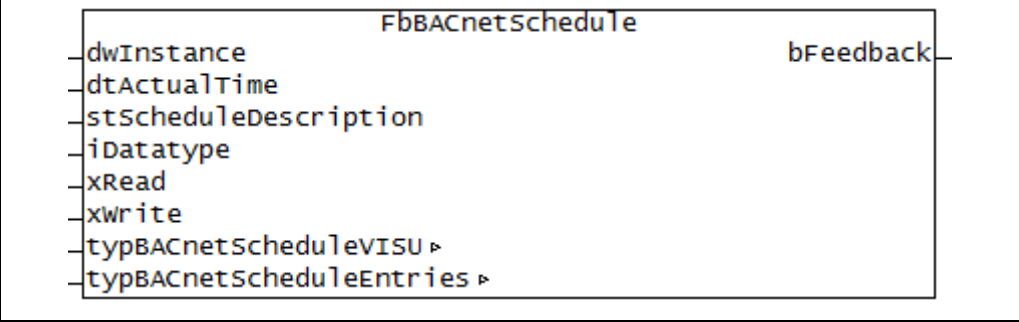 FbBACnetSchedule
dwInstance bFeedback
dtActualTime
stScheduleDescription
iDatatype
xRead
xWrite
typBACnetScheduleVISU ▹
typBACnetScheduleEntries ▹